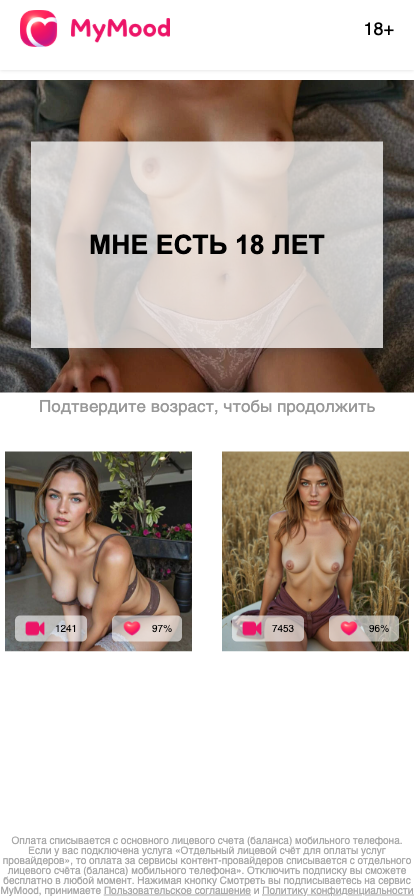 MyMood
18+
МНЕ ЕСТЬ 18 ЛЕТ
Подтвердите возраст, чтобы продолжить
1241
97%
7453
96%
Оплата списывается с основного лицевого счета (баланса) мобильного телефона.
Если у вас подключена услуга «Отдельный лицевой счёт для оплаты услуг
провайдеров», то оплата за сервисы контент-провайдеров списывается с отдельного
лицевого счёта (баланса) мобильного телефона». Отключить подписку вы сможете
бесплатно в любой момент. Нажимая кнопку Смотреть вы подписываетесь на сервис
MyMood, принимаете Пользовательское соглашение и Политику конфиденциальности